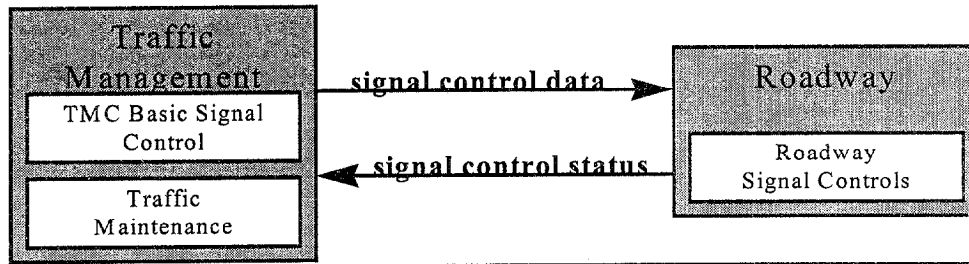 Traffic
Management
TMC Basic Signal
Control
Traffic
Maintenance
signal control data
signal control status
Roadway
Roadway
Signal Controls